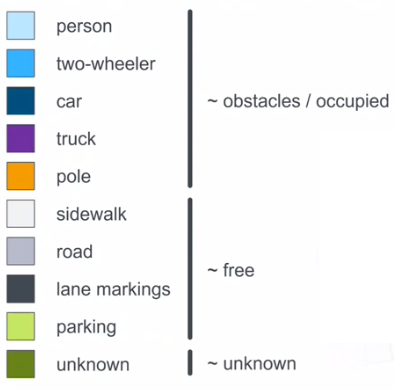 person
two-wheeler
car
~ obstacles / occupied
truck
pole
sidewalk
road
~ free
lane markings
parking
unknown
~ unknown